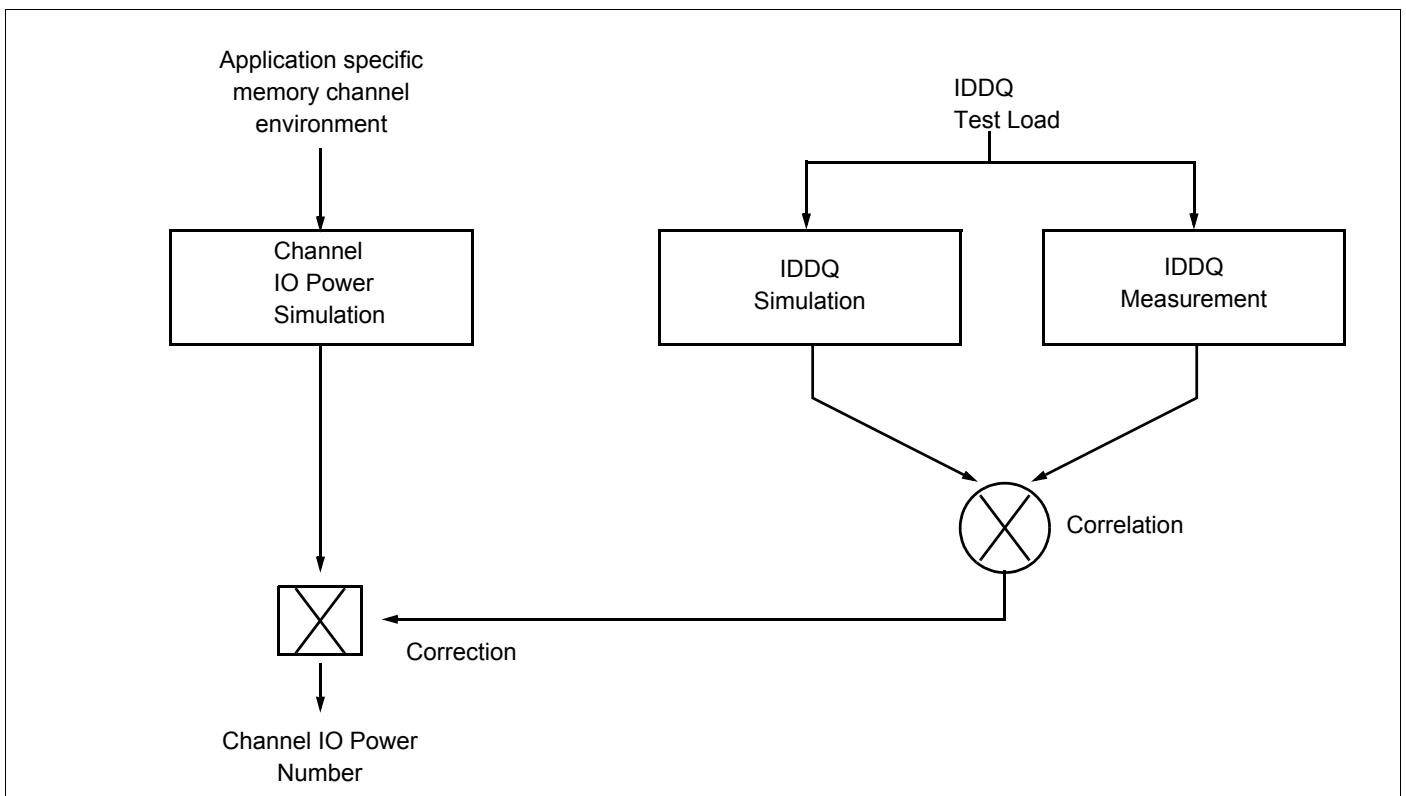 Application specific
memory channel
environment
IDDQ
Test Load
Channel
IO Power
Simulation
IDDQ
Simulation
IDDQ
Measurement
Correlation
Correction
Channel IO Power
Number